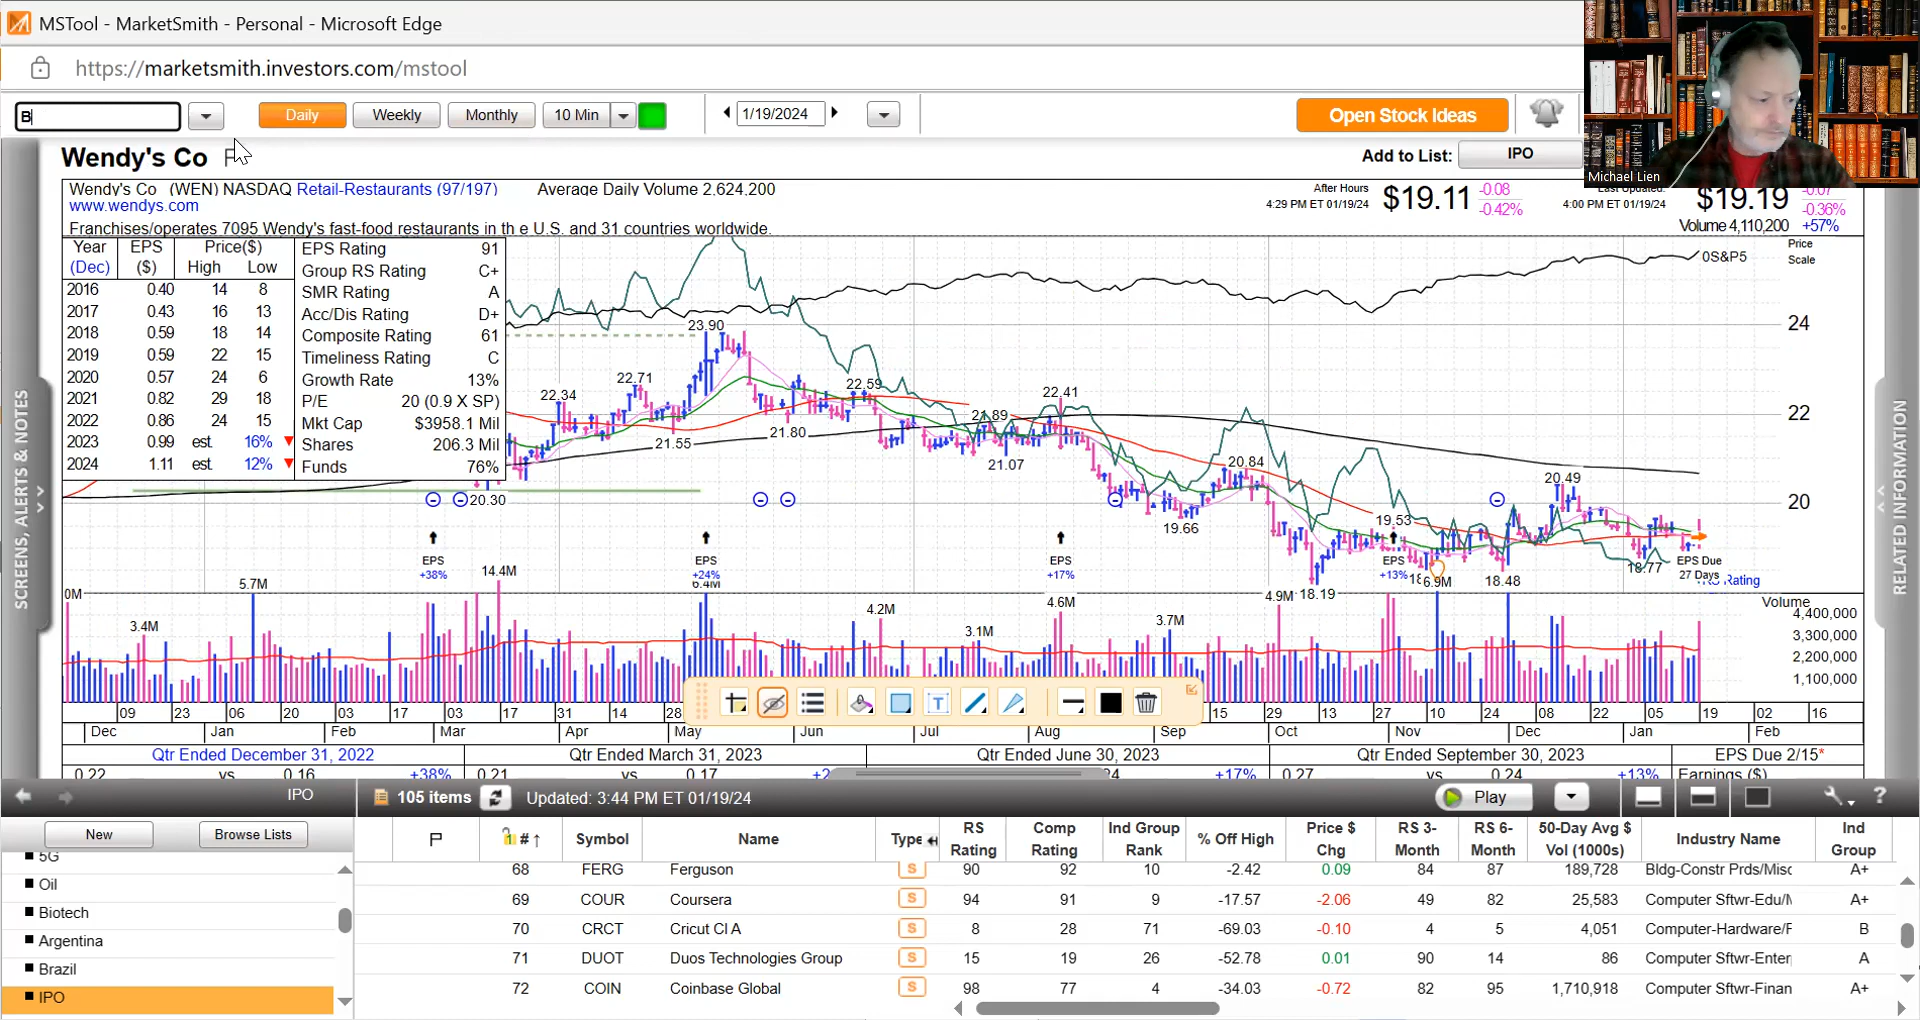 MSTool - MarketSmith - Personal - Microsoft Edge
https://marketsmith.investors.com/mstool
B
Daily
Weekly
Monthly
10 Min
1/19/2024
Open Stock Ideas
Michael Lien
Wendy's Co
Add to List:
IPO
Wendy's Co (WEN) NASDAQ Retail-Restaurants (97/197) Average Daily Volume 2,624,200
www.wendys.com
Franchises/operates 7095 Wendy's fast-food restaurants in th e U.S. and 31 countries worldwide.
After Hours
4:29 PM ET 01/19/24
$19.11
-0.08
-0.42%
Last Updated:
4:00 PM ET 01/19/24
$19.19
-0.07
-0.36%
Volume 4,110,200 +57%
Year EPS Price($)
(Dec) ($) High Low
2016 0.40 14 8
2017 0.43 16 13
2018 0.59 18 14
2019 0.59 22 15
2020 0.57 24 6
2021 0.82 29 18
2022 0.86 24 15
2023 0.99 est. 16%
2024 1.11 est. 12%
EPS Rating 91
Group RS Rating C+
SMR Rating A
Acc/Dis Rating D+
Composite Rating 61
Timeliness Rating C
Growth Rate 13%
P/E 20 (0.9 X SP)
Mkt Cap $3958.1 Mil
Shares 206.3 Mil
Funds 76%
0S&P5
Price
Scale
24
22
20
23.90
22.71
22.34
21.55
22.59
21.80
21.89
21.07
22.41
20.84
19.66
20.49
20.30
19.53
18.19
18.48
18.77
EPS
+38%
EPS
+24%
EPS
+17%
EPS
+13%
EPS Due
27 Days
RS Rating
0M
3.4M
5.7M
14.4M
6.4M
4.2M
3.1M
4.6M
3.7M
4.9M
6.9M
Volume
4,400,000
3,300,000
2,200,000
1,100,000
09 23 06 20 03 17 03 17 31 14 28 15 29 13 27 10 24 08 22 05 19 02 16
Dec Jan Feb Mar Apr May Jun Jul Aug Sep Oct Nov Dec Jan Feb
Qtr Ended December 31, 2022
Qtr Ended March 31, 2023
Qtr Ended June 30, 2023
Qtr Ended September 30, 2023
EPS Due 2/15*
0.22 vs 0.16 +38% 0.21 vs 0.17 +17% 0.27 vs 0.24 +13% Earnings ($)
SCREENS, ALERTS & NOTES
RELATED INFORMATION
IPO
105 items
Updated: 3:44 PM ET 01/19/24
Play
?
New
Browse Lists
5G
Oil
Biotech
Argentina
Brazil
IPO
# Symbol Name Type RS Rating Comp Rating Ind Group Rank % Off High Price $ Chg RS 3-Month RS 6-Month 50-Day Avg $ Vol (1000s) Industry Name Ind Group
68 FERG Ferguson S 90 92 10 -2.42 0.09 84 87 189,728 Bldg-Constr Prds/Misc A+
69 COUR Coursera S 94 91 9 -17.57 -2.06 49 82 25,583 Computer Sftwr-Edu/M A+
70 CRCT Cricut Cl A S 8 28 71 -69.03 -0.10 4 5 4,051 Computer-Hardware/F B
71 DUOT Duos Technologies Group S 15 19 26 -52.78 0.01 90 14 86 Computer Sftwr-Enter A
72 COIN Coinbase Global S 98 77 4 -34.03 -0.72 82 95 1,710,918 Computer Sftwr-Finan A+